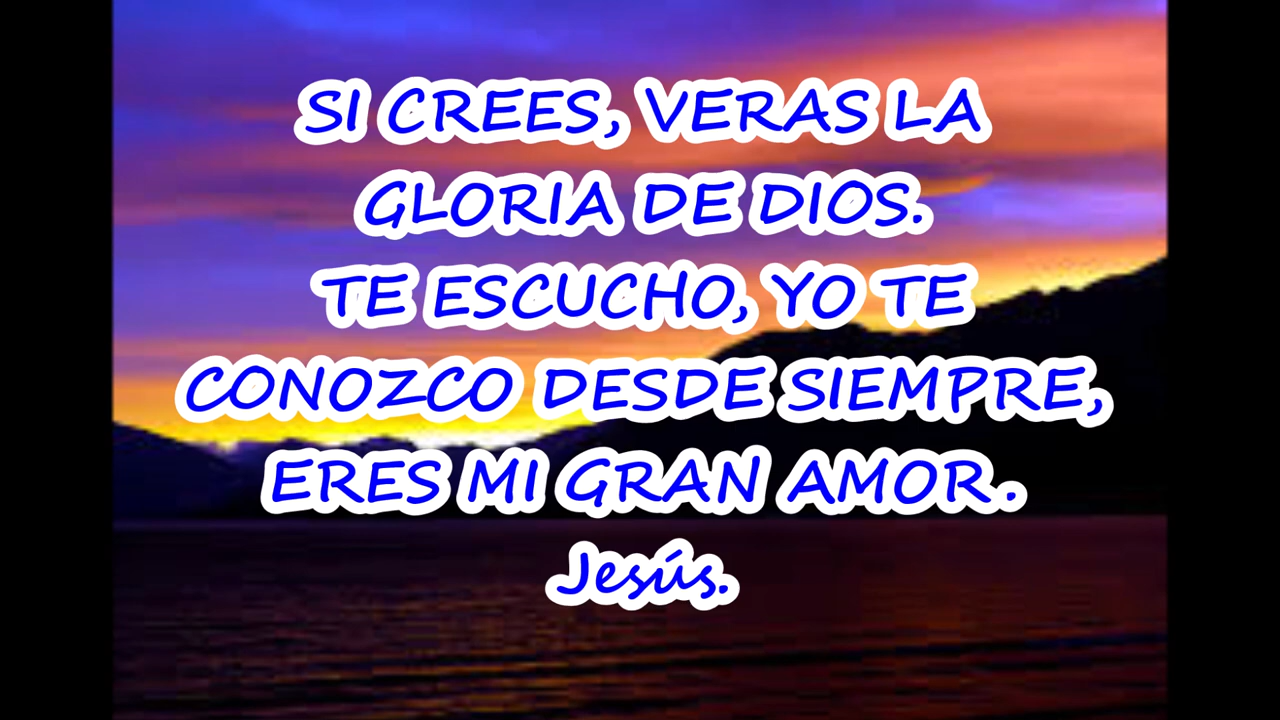 SI CREES, VERAS LA
GLORIA DE DIOS.
TE ESCUCHO, YO TE
CONOZCO DESDE SIEMPRE,
ERES MI GRAN AMOR.
Jesús.